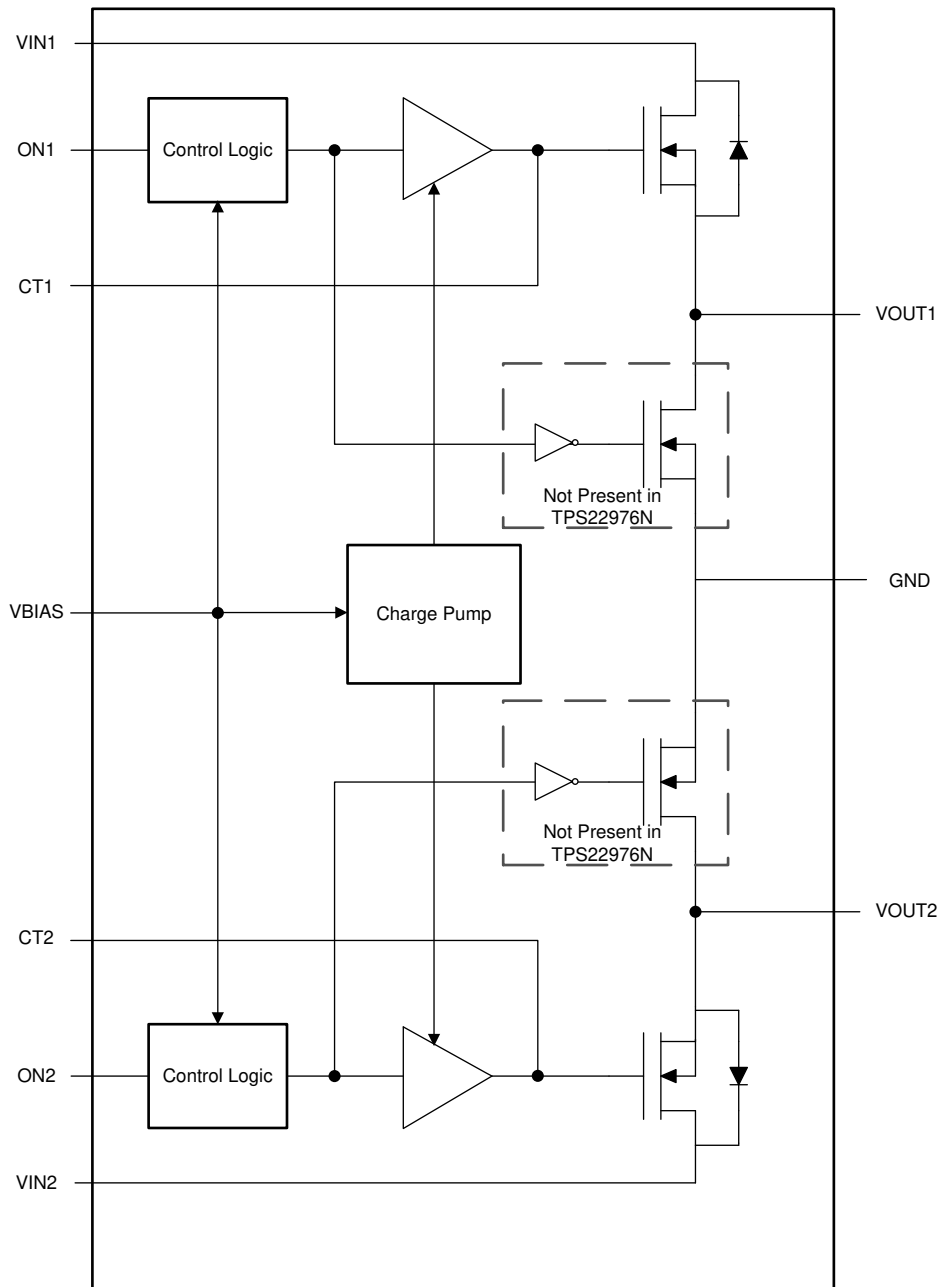 VIN1
ON1
Control Logic
CT1
VOUT1
Not Present in
TPS22976N
GND
VBIAS
Charge Pump
Not Present in
TPS22976N
VOUT2
CT2
ON2
Control Logic
VIN2